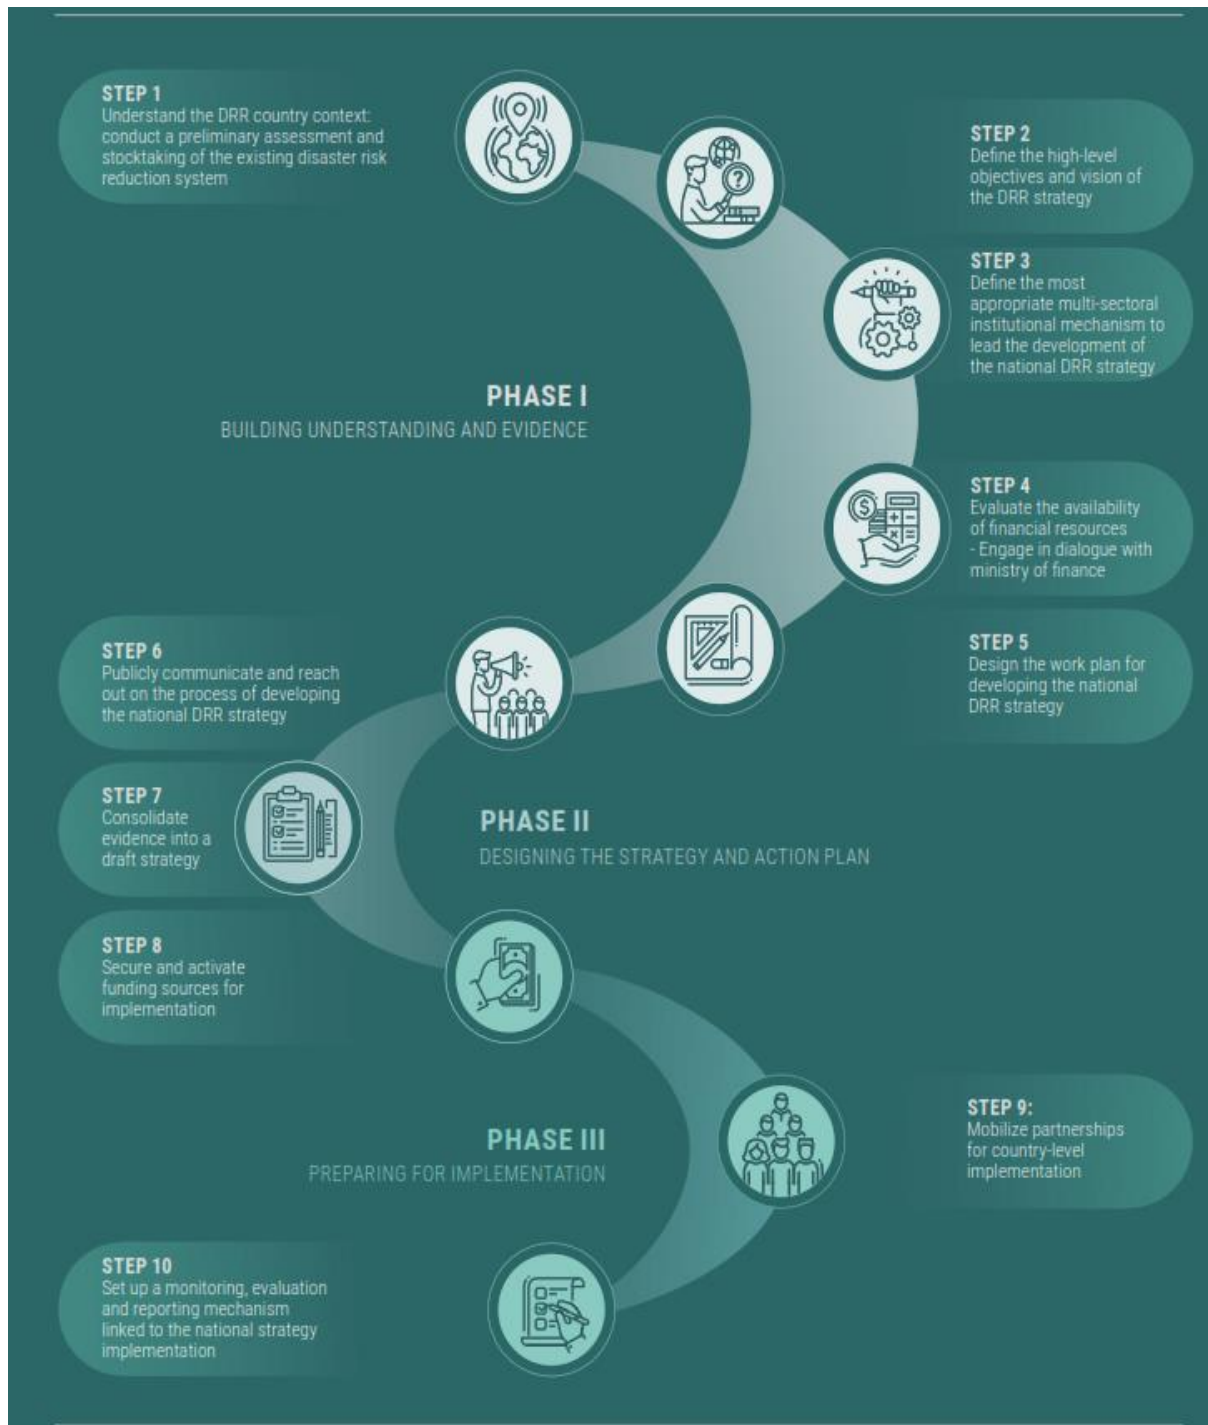 STEP 1
Understand the DRR country context:
conduct a preliminary assessment and
stocktaking of the existing disaster risk
reduction system
STEP 2
Define the high-level
objectives and vision of
the DRR strategy
STEP 3
Define the most
appropriate multi-sectoral
institutional mechanism to
lead the development of
the national DRR strategy
PHASE I
BUILDING UNDERSTANDING AND EVIDENCE
STEP 4
Evaluate the availability
of financial resources
- Engage in dialogue with
ministry of finance
STEP 5
Design the work plan for
developing the national
DRR strategy
STEP 6
Publicly communicate and reach
out on the process of developing
the national DRR strategy
STEP 7
Consolidate
evidence into a
draft strategy
PHASE II
DESIGNING THE STRATEGY AND ACTION PLAN
STEP 8
Secure and activate
funding sources for
implementation
PHASE III
PREPARING FOR IMPLEMENTATION
STEP 9:
Mobilize partnerships
for country-level
implementation
STEP 10
Set up a monitoring, evaluation
and reporting mechanism
linked to the national strategy
implementation